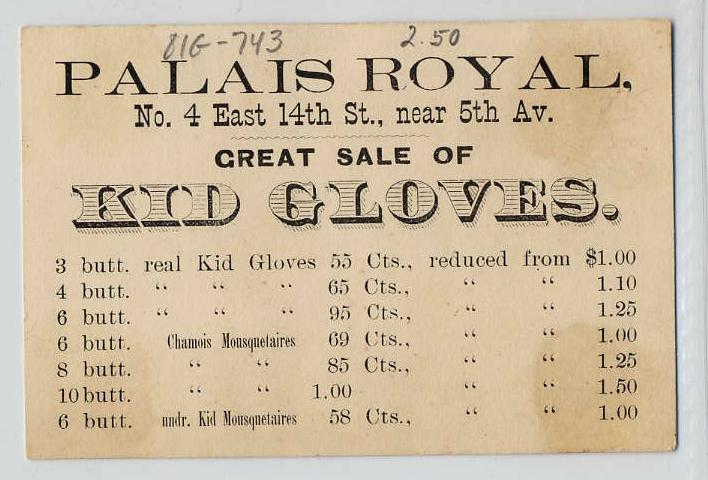 81G-743 2.50
PALAIS ROYAL,
No. 4 East 14th St., near 5th Av.
GREAT SALE OF
KID GLOVES.
3 butt. real Kid Gloves 55 Cts., reduced from $1.00
4 butt. “ “ “ 65 Cts., “ “ 1.10
6 butt. “ “ “ 95 Cts., “ “ 1.25
6 butt. Chamois Mousquetaires 69 Cts., “ “ 1.00
8 butt. “ “ 85 Cts., “ “ 1.25
10 butt. “ “ 1.00 “ “ 1.50
6 butt. undr. Kid Mousquetaires 58 Cts., “ “ 1.00